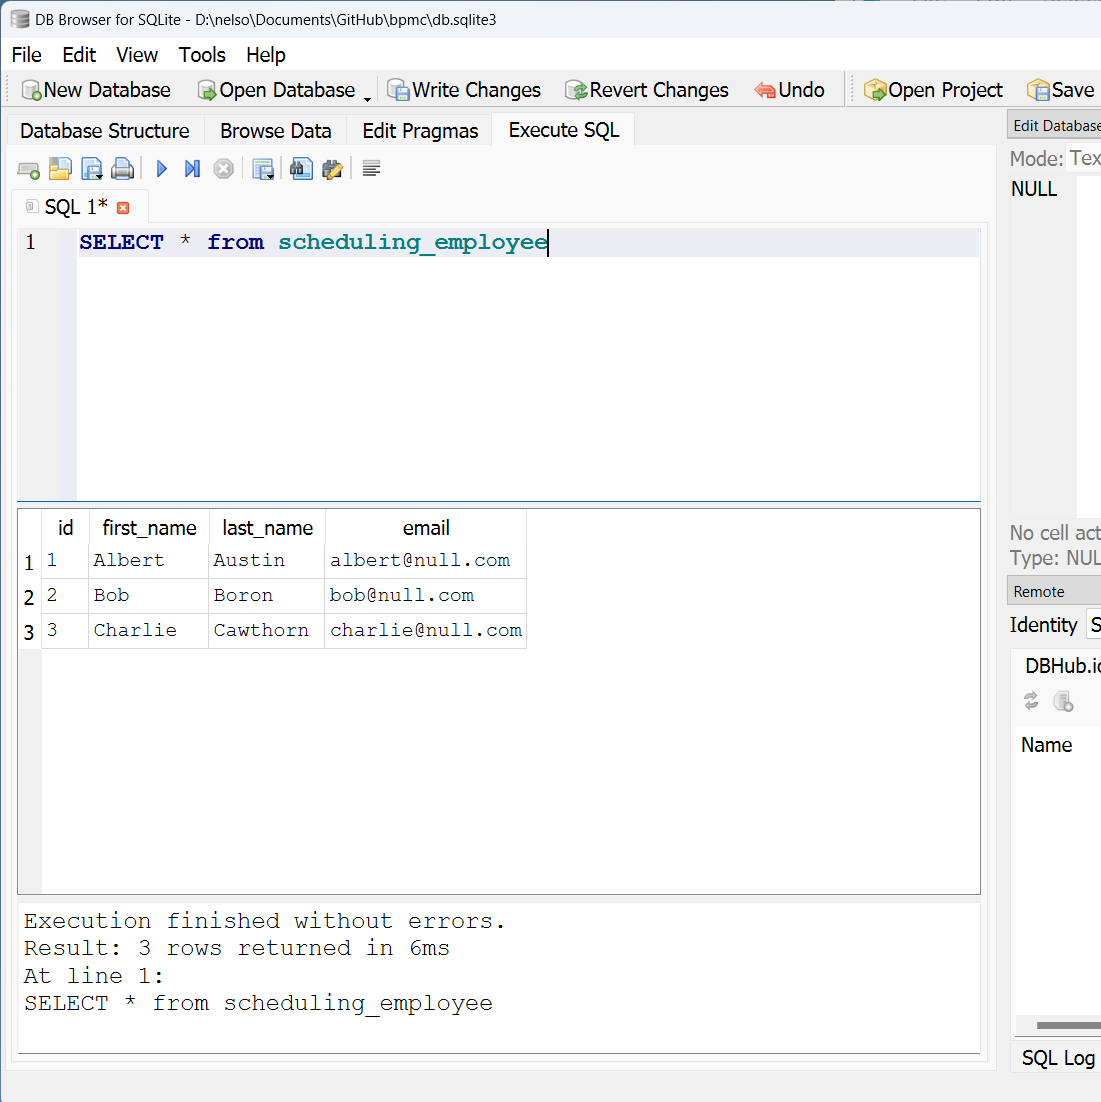 DB Browser for SQLite - D:\nelso\Documents\GitHub\bpmc\db.sqlite3
File Edit View Tools Help
New Database Open Database Write Changes Revert Changes Undo Open Project Save
Database Structure Browse Data Edit Pragmas Execute SQL
SQL 1*
1 SELECT * from scheduling_employee
id first_name last_name email
1 1 Albert Austin albert@null.com
2 2 Bob Boron bob@null.com
3 3 Charlie Cawthorn charlie@null.com
Execution finished without errors.
Result: 3 rows returned in 6ms
At line 1:
SELECT * from scheduling_employee
Edit Database
Mode: Tex
NULL
No cell act
Type: NUL
Remote
Identity S
DBHub.io
Name
SQL Log